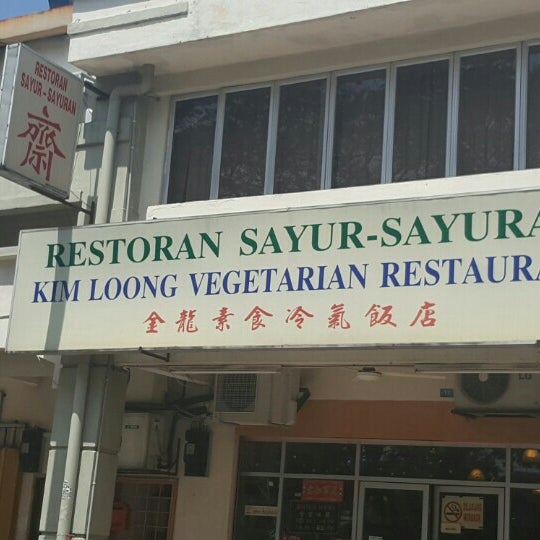 RESTORAN
SAYUR-SAYURAN
齋
RESTORAN SAYUR-SAYURA
KIM LOONG VEGETARIAN RESTAURA
金龍素食冷氣飯店